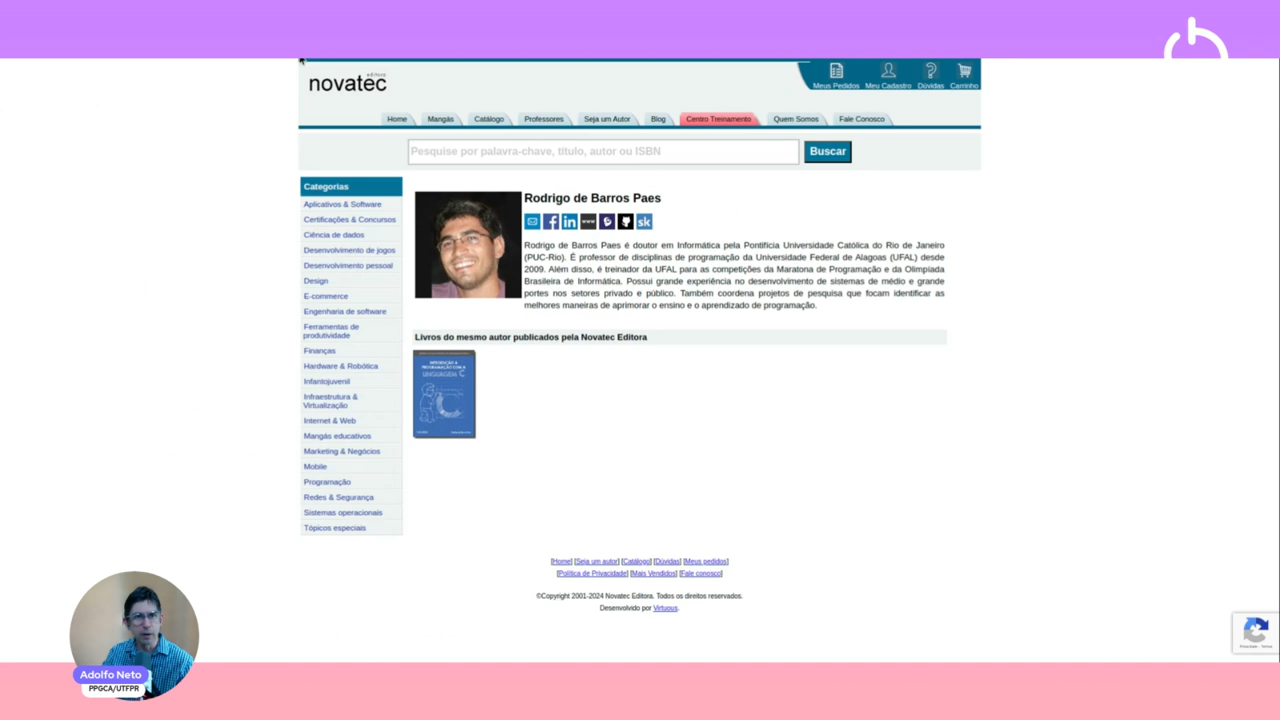 editora
novatec
Meus Pedidos Meu Cadastro Dúvidas Carrinho
Home Mangás Catálogo Professores Seja um Autor Blog Centro Treinamento Quem Somos Fale Conosco
Pesquise por palavra-chave, título, autor ou ISBN Buscar
Categorias
Aplicativos & Software
Certificações & Concursos
Ciência de dados
Desenvolvimento de jogos
Desenvolvimento pessoal
Design
E-commerce
Engenharia de software
Ferramentas de
produtividade
Finanças
Hardware & Robótica
Infantojuvenil
Infraestrutura &
Virtualização
Internet & Web
Mangás educativos
Marketing & Negócios
Mobile
Programação
Redes & Segurança
Sistemas operacionais
Tópicos especiais
Rodrigo de Barros Paes
www
sk
Rodrigo de Barros Paes é doutor em Informática pela Pontifícia Universidade Católica do Rio de Janeiro
(PUC-Rio). É professor de disciplinas de programação da Universidade Federal de Alagoas (UFAL) desde
2009. Além disso, é treinador da UFAL para as competições da Maratona de Programação e da Olimpíada
Brasileira de Informática. Possui grande experiência no desenvolvimento de sistemas de médio e grande
portes nos setores privado e público. Também coordena projetos de pesquisa que focam identificar as
melhores maneiras de aprimorar o ensino e o aprendizado de programação.
Livros do mesmo autor publicados pela Novatec Editora
INTRODUÇÃO À
PROGRAMAÇÃO COM A
LINGUAGEM C
[Home] [Seja um autor] [Catálogo] [Dúvidas] [Meus pedidos]
[Política de Privacidade] [Mais Vendidos] [Fale conosco]
©Copyright 2001-2024 Novatec Editora. Todos os direitos reservados.
Desenvolvido por Virtuous.
Privacidade - Termos
Adolfo Neto
PPGCA/UTFPR